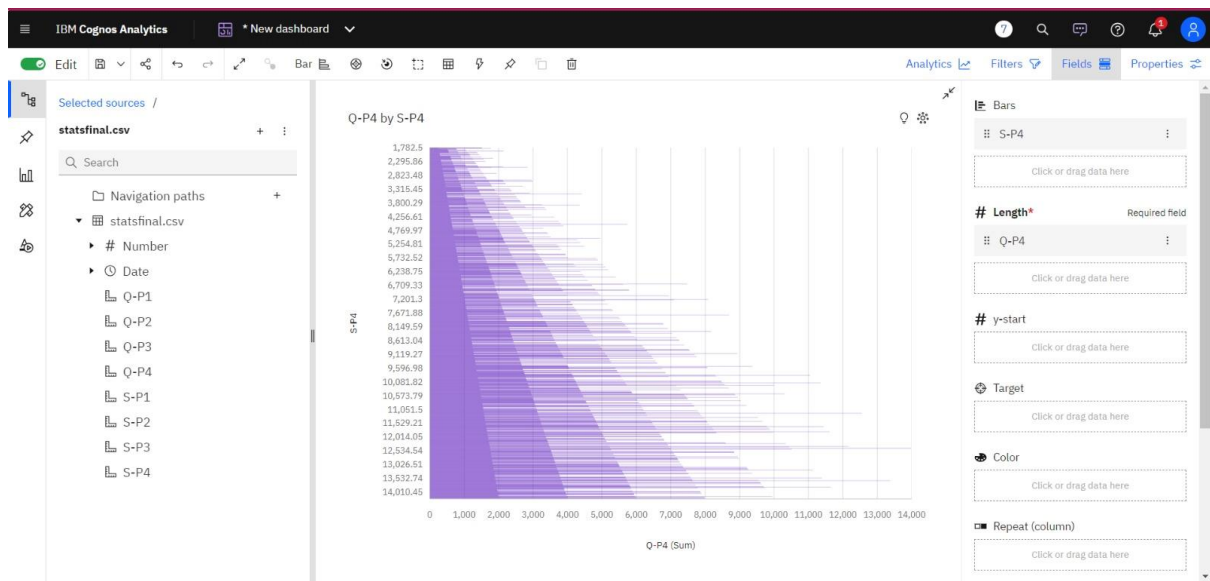 IBM Cognos Analytics
* New dashboard
7
1
Edit
Bar
Analytics
Filters
Fields
Properties
Selected sources /
statsfinal.csv
Search
Navigation paths
statsfinal.csv
# Number
Date
Q-P1
Q-P2
Q-P3
Q-P4
S-P1
S-P2
S-P3
S-P4
Q-P4 by S-P4
S-P4
1,782.5
2,295.86
2,823.48
3,315.45
3,800.29
4,256.61
4,769.97
5,254.81
5,732.52
6,238.75
6,709.33
7,201.3
7,671.88
8,149.59
8,613.04
9,119.27
9,596.98
10,081.82
10,573.79
11,051.5
11,529.21
12,014.05
12,534.54
13,026.51
13,532.74
14,010.45
0 1,000 2,000 3,000 4,000 5,000 6,000 7,000 8,000 9,000 10,000 11,000 12,000 13,000 14,000
Q-P4 (Sum)
Bars
S-P4
Click or drag data here
# Length* Required field
Q-P4
Click or drag data here
# y-start
Click or drag data here
Target
Click or drag data here
Color
Click or drag data here
Repeat (column)
Click or drag data here